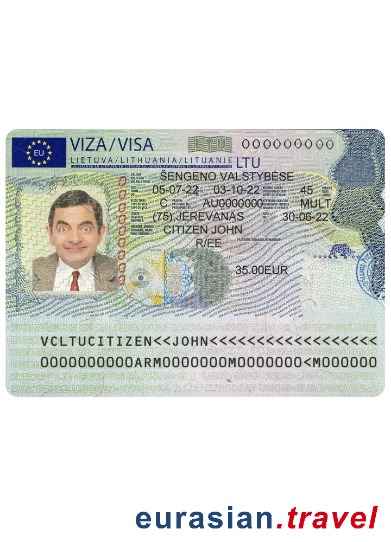 VIZA/VISA
000000000
LIETUVA/LITHUANIA/LITUANIE LTU
EU
ŠENGENO VALSTYBĖSE
05-07-22 03-10-22 45
C AU0000000 MULT
(75) JEREVANAS 30-06-22
CITIZEN JOHN
R/EE
35.00EUR
VCLTUCITIZEN<<JOHN<<<<<<<<<<<<<<<<<<<
0000000000ARM0000000M0000000<M000000
eurasian.travel